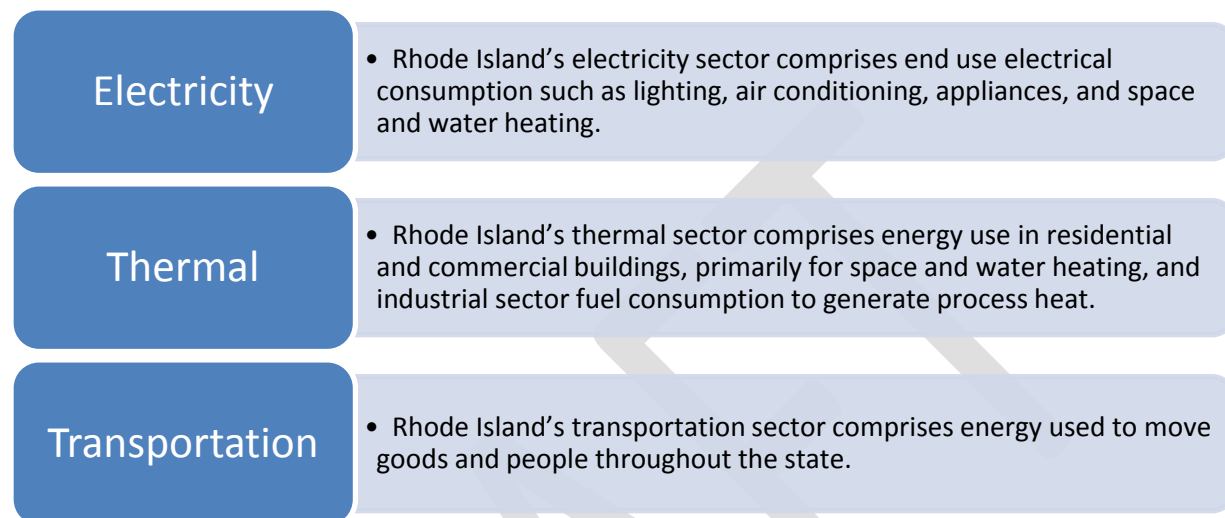 Electricity
• Rhode Island’s electricity sector comprises end use electrical
consumption such as lighting, air conditioning, appliances, and space
and water heating.
Thermal
• Rhode Island’s thermal sector comprises energy use in residential
and commercial buildings, primarily for space and water heating, and
industrial sector fuel consumption to generate process heat.
Transportation
• Rhode Island’s transportation sector comprises energy used to move
goods and people throughout the state.